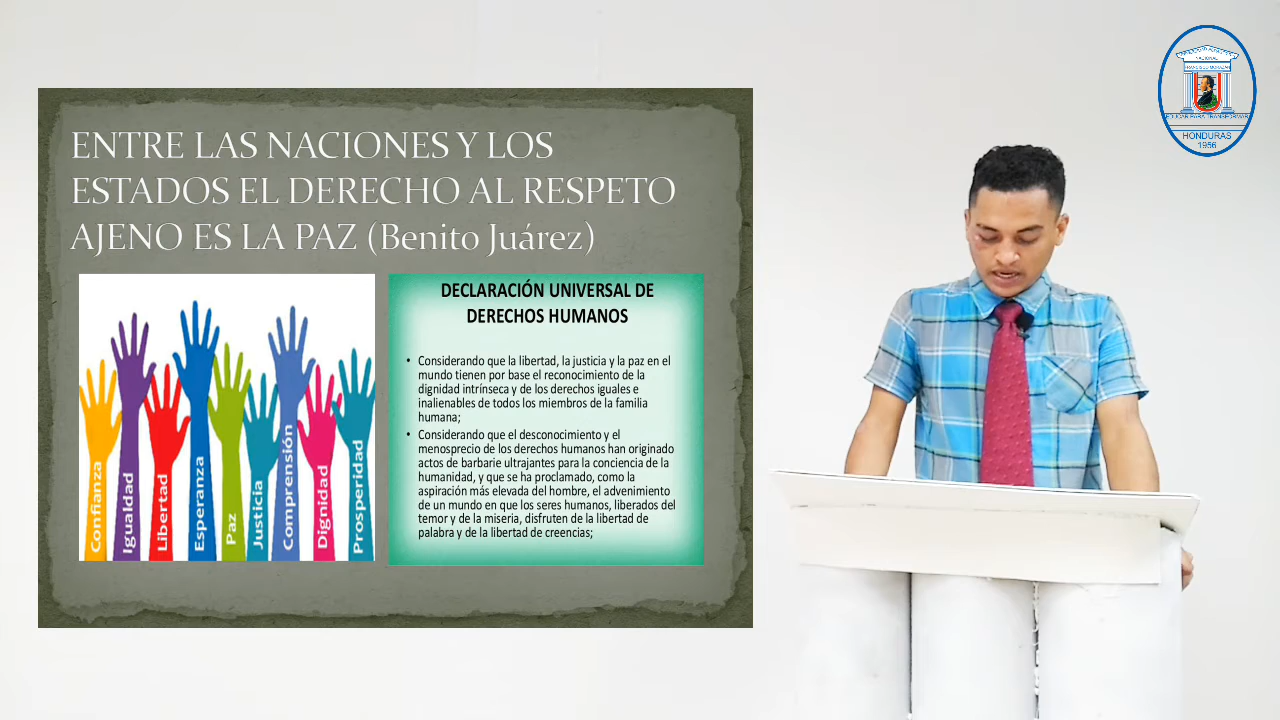 ENTRE LAS NACIONES Y LOS
ESTADOS EL DERECHO AL RESPETO
AJENO ES LA PAZ (Benito Juárez)
Confianza
Igualdad
Libertad
Esperanza
Paz
Justicia
Comprensión
Dignidad
Prosperidad
DECLARACIÓN UNIVERSAL DE
DERECHOS HUMANOS
• Considerando que la libertad, la justicia y la paz en el
mundo tienen por base el reconocimiento de la
dignidad intrínseca y de los derechos iguales e
inalienables de todos los miembros de la familia
humana;
• Considerando que el desconocimiento y el
menosprecio de los derechos humanos han originado
actos de barbarie ultrajantes para la conciencia de la
humanidad, y que se ha proclamado, como la
aspiración más elevada del hombre, el advenimiento
de un mundo en que los seres humanos, liberados del
temor y de la miseria, disfruten de la libertad de
palabra y de la libertad de creencias;
NACIONAL
FRANCISCO MORAZAN
EDUCAR PARA TRANSFORMAR
HONDURAS
1956